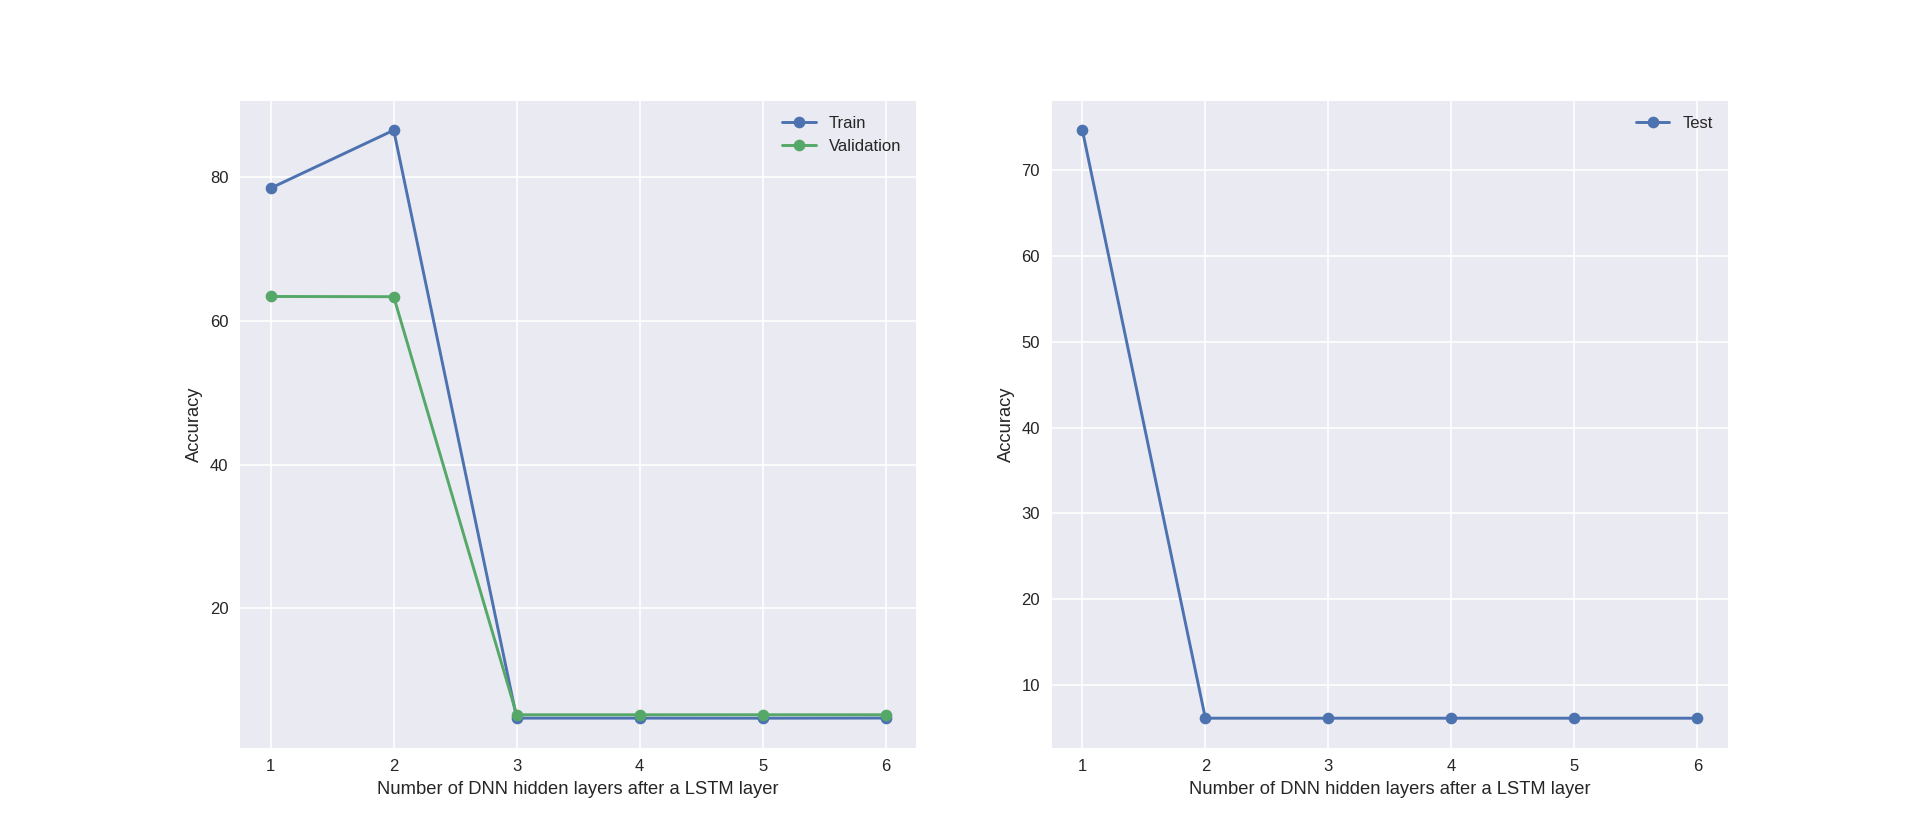 Train
Validation
80
60
40
20
Accuracy
1 2 3 4 5 6
Number of DNN hidden layers after a LSTM layer
Test
70
60
50
40
30
20
10
Accuracy
1 2 3 4 5 6
Number of DNN hidden layers after a LSTM layer